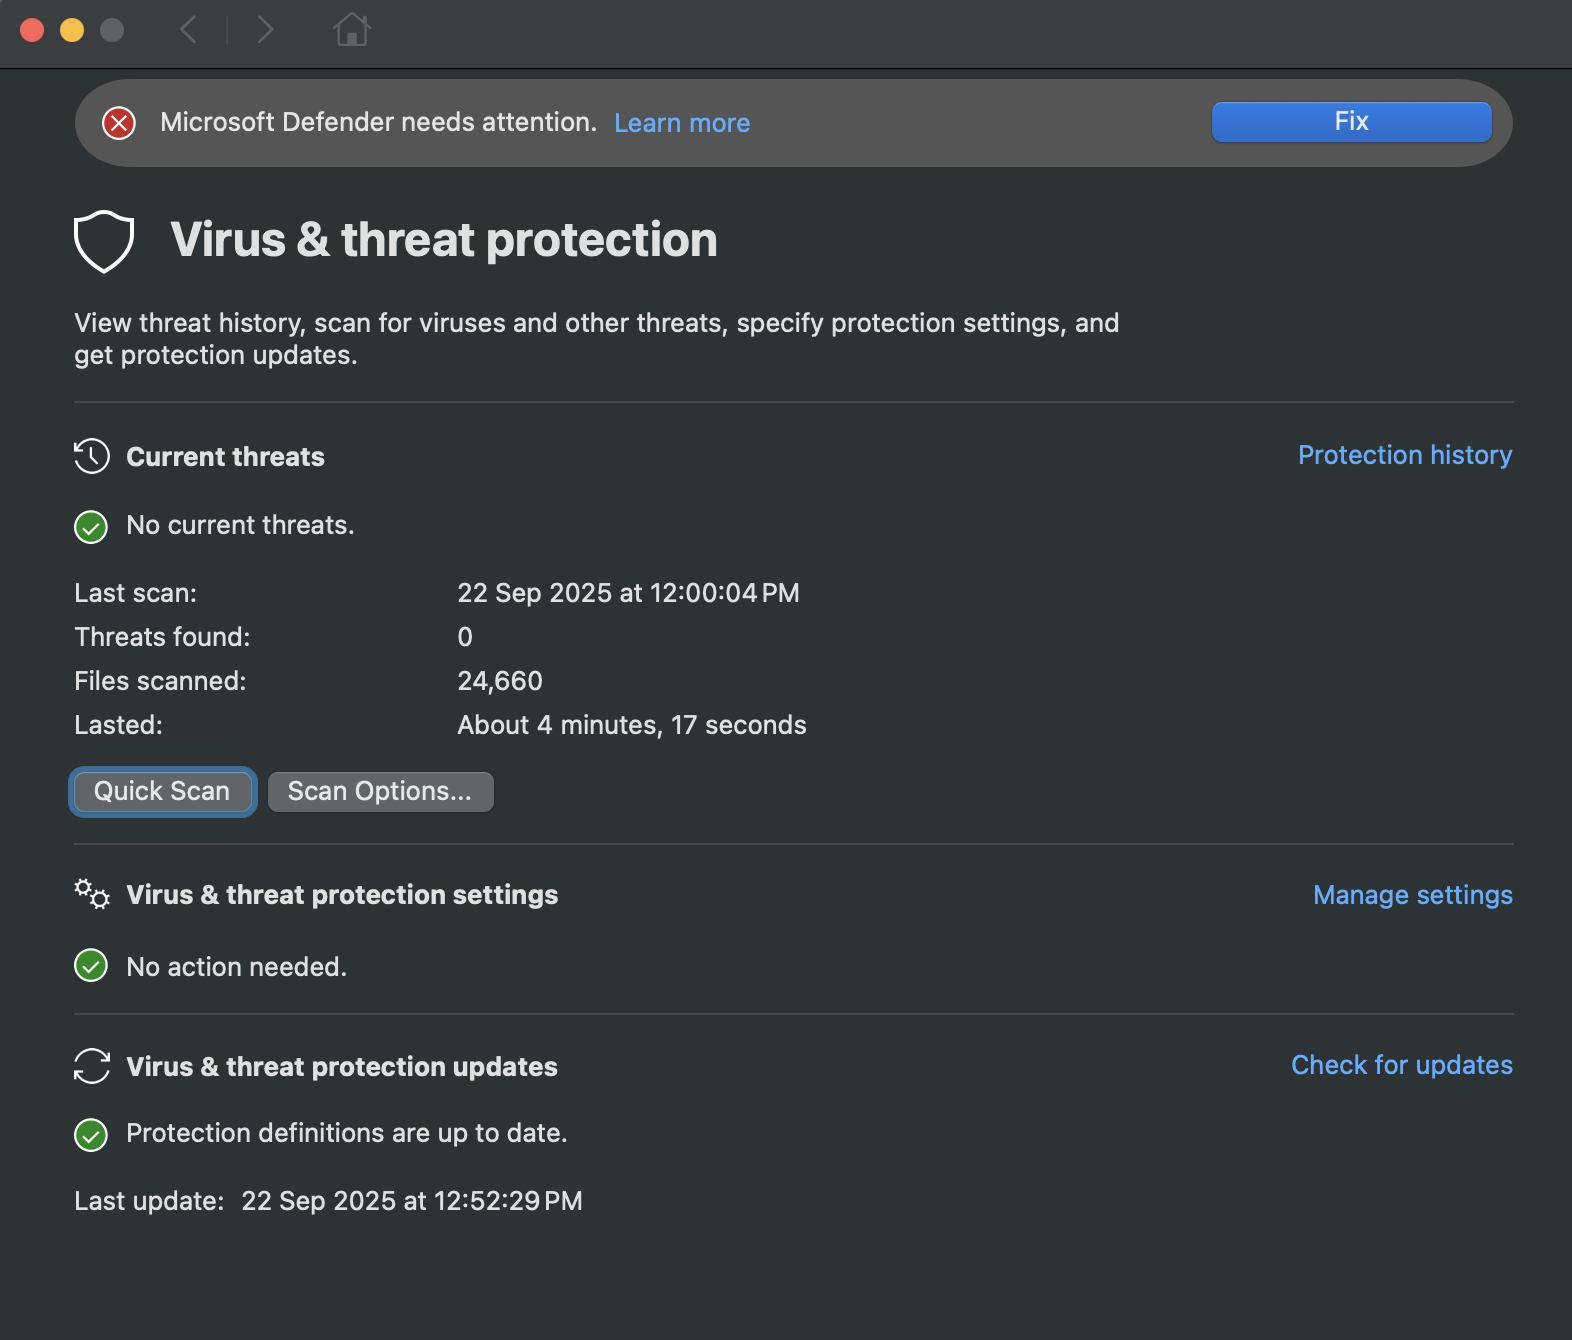 Microsoft Defender needs attention. Learn more Fix
Virus & threat protection
View threat history, scan for viruses and other threats, specify protection settings, and
get protection updates.
Current threats Protection history
No current threats.
Last scan: 22 Sep 2025 at 12:00:04 PM
Threats found: 0
Files scanned: 24,660
Lasted: About 4 minutes, 17 seconds
Quick Scan Scan Options...
Virus & threat protection settings Manage settings
No action needed.
Virus & threat protection updates Check for updates
Protection definitions are up to date.
Last update: 22 Sep 2025 at 12:52:29 PM